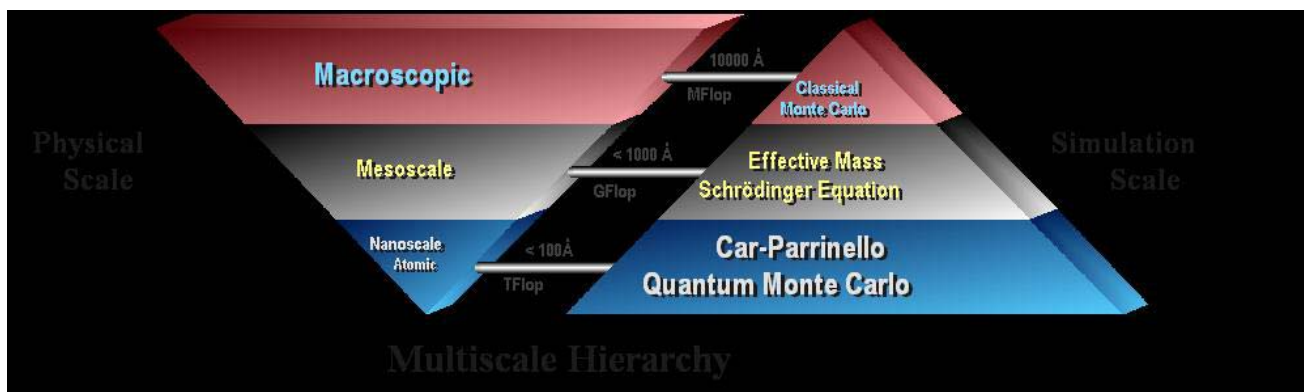 Macroscopic
10000 Å
MFlop
Classical
Monte Carlo
Physical
Scale
Mesoscale
< 1000 Å
GFlop
Effective Mass
Schrödinger Equation
Simulation
Scale
Nanoscale
Atomic
< 100Å
TFlop
Car-Parrinello
Quantum Monte Carlo
Multiscale Hierarchy